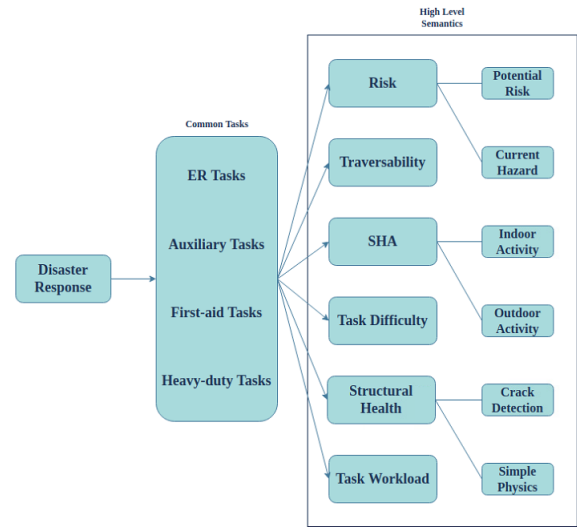 High Level
Semantics
Common Tasks
Disaster
Response
ER Tasks
Auxiliary Tasks
First-aid Tasks
Heavy-duty Tasks
Risk
Traversability
SHA
Task Difficulty
Structural
Health
Task Workload
Potential
Risk
Current
Hazard
Indoor
Activity
Outdoor
Activity
Crack
Detection
Simple
Physics